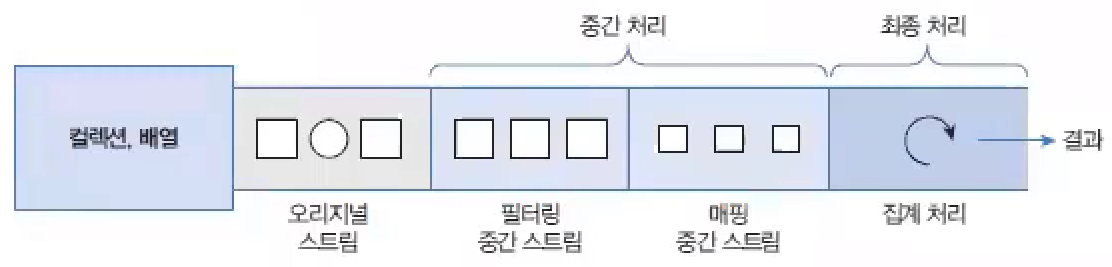 중간 처리
최종 처리
컬렉션, 배열
결과
오리지널
스트림
필터링
중간 스트림
매핑
중간 스트림
집계 처리